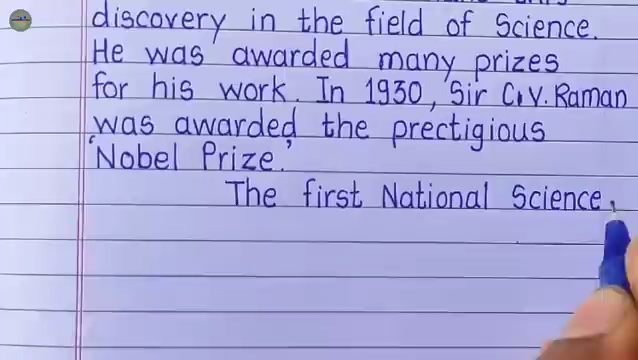 discovery in the field of Science.
He was awarded many prizes
for his work. In 1930, Sir C.V. Raman
was awarded the prectigious
'Nobel Prize.'
The first National Science